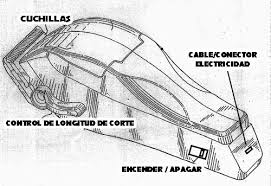 CUCHILLAS
CABLE/CONECTOR
ELECTRICIDAD
CONTROL DE LONGITUD DE CORTE
ENCENDER / APAGAR